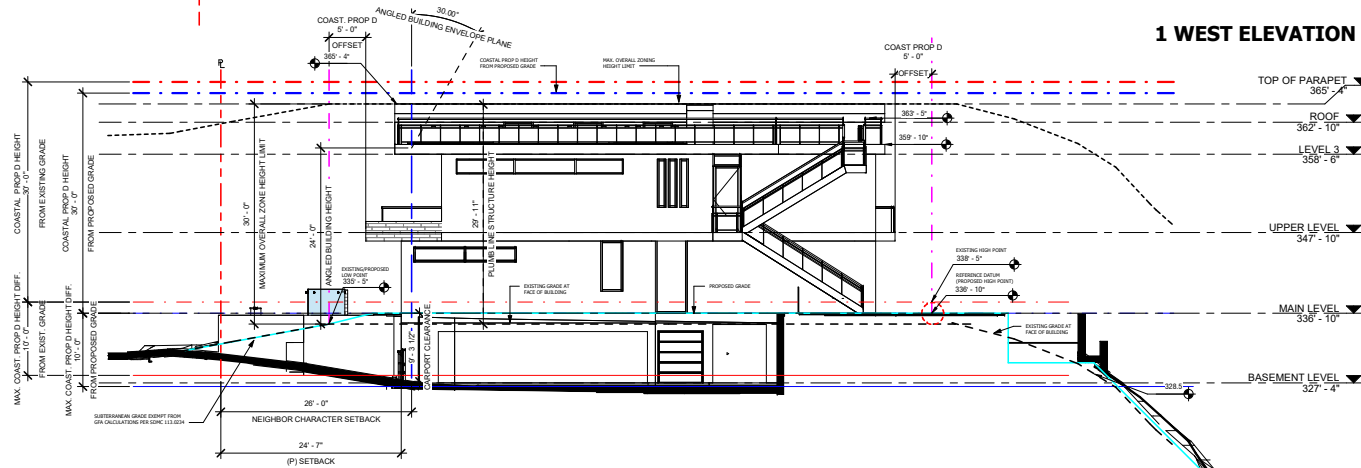 1 WEST ELEVATION
30.00°
ANGLED BUILDING ENVELOPE PLANE
COAST. PROP D
5' - 0"
OFFSET
365' - 4"
COASTAL PROP D HEIGHT
FROM PROPOSED GRADE
MAX. OVERALL ZONING
HEIGHT LIMIT
COAST PROP D
5' - 0"
OFFSET
TOP OF PARAPET
365' - 4"
ROOF
362' - 10"
LEVEL 3
358' - 6"
UPPER LEVEL
347' - 10"
MAIN LEVEL
336' - 10"
BASEMENT LEVEL
327' - 4"
363' - 5"
359' - 10"
COASTAL PROP D HEIGHT
30' - 0"
FROM EXISTING GRADE
COASTAL PROP D HEIGHT
30' - 0"
FROM PROPOSED GRADE
30' - 0"
MAXIMUM OVERALL ZONE HEIGHT LIMIT
24' - 0"
ANGLED BUILDING HEIGHT
29' - 11"
PLUMB LINE STRUCTURE HEIGHT
EXISTING/PROPOSED
LOW POINT
335' - 5"
EXISTING GRADE AT
FACE OF BUILDING
PROPOSED GRADE
EXISTING HIGH POINT
338' - 5"
REFERENCE DATUM
(PROPOSED HIGH POINT)
336' - 10"
EXISTING GRADE AT
FACE OF BUILDING
MAX. COAST. PROP D HEIGHT DIFF.
10' - 0"
FROM EXIST. GRADE
MAX. COAST. PROP D HEIGHT DIFF.
10' - 0"
FROM PROPOSED GRADE
9' - 3 1/2"
CARPORT CLEARANCE
328.5
SUBTERRANEAN GRADE EXEMPT FROM
GFA CALCULATIONS PER SDMC 113.0234
26' - 0"
NEIGHBOR CHARACTER SETBACK
24' - 7"
(P) SETBACK